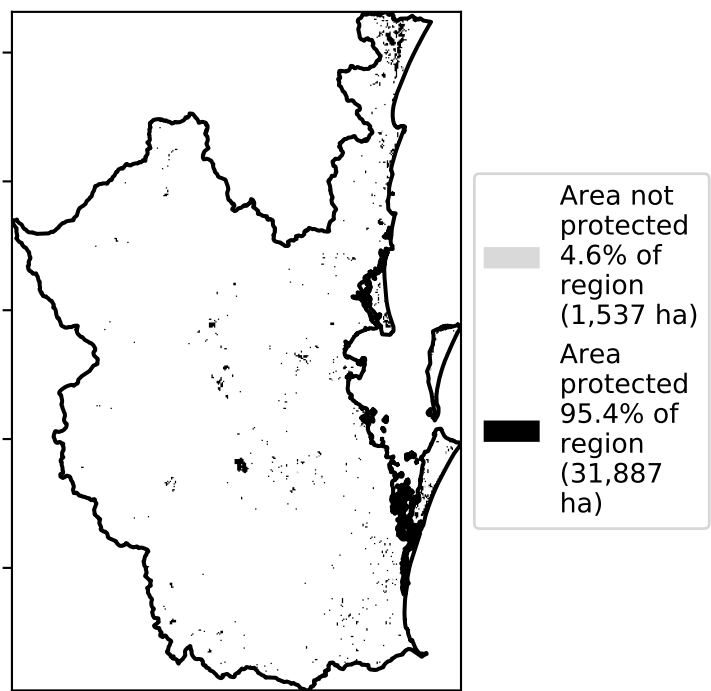 Area not
protected
4.6% of
region
(1,537 ha)
Area
protected
95.4% of
region
(31,887
ha)